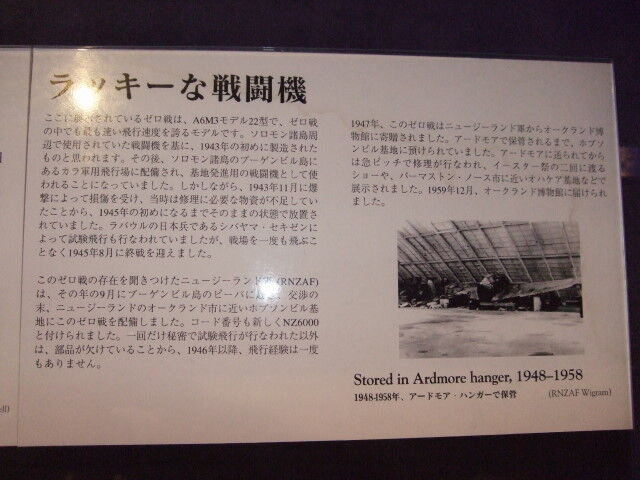 ラッキーな戦闘機
ここに展示されているゼロ戦は、A6M3モデル22型で、ゼロ戦
の中でも最も速い飛行速度を誇るモデルです。ソロモン諸島周
辺で使用されていた戦闘機を基に、1943年の初めに製造された
ものと思われます。その後、ソロモン諸島のブーゲンビル島に
あるカラ軍用飛行場に配備され、基地発進用の戦闘機として使
われることになっていました。しかしながら、1943年11月に爆
撃によって損傷を受け、当時は修理に必要な物資が不足してい
たことから、1945年の初めになるまでそのままの状態で放置さ
れていました。ラバウルの日本兵であるシバヤマ・セキゼンに
よって試験飛行も行なわれていましたが、戦場を一度も飛ぶこ
となく1945年8月に終戦を迎えました。
このゼロ戦の存在を聞きつけたニュージーランド軍 (RNZAF)
は、その年の9月にブーゲンビル島のピーバに 交渉の
末、ニュージーランドのオークランド市に近いホブソンビル基
地にこのゼロ戦を配備しました。コード番号も新しくNZ6000
と付けられました。一回だけ秘密で試験飛行が行なわれた以外
は、部品が欠けていることから、1946年以降、飛行経験は一度
もありません。
1947年、このゼロ戦はニュージーランド軍からオークランド博
物館に寄贈されました。アードモアで保管されるまで、ホブソ
ンビル基地に預けられていました。アードモアに送られてから
は急ピッチで修理が行なわれ、イースター祭の二回に渡る
ショーや、パーマストン・ノース市に近いオハケア基地などで
展示されました。1959年12月、オークランド博物館に届けられ
ました。
Stored in Ardmore hanger, 1948–1958
1948-1958年、アードモア・ハンガーで保管
(RNZAF Wigram)
ell)